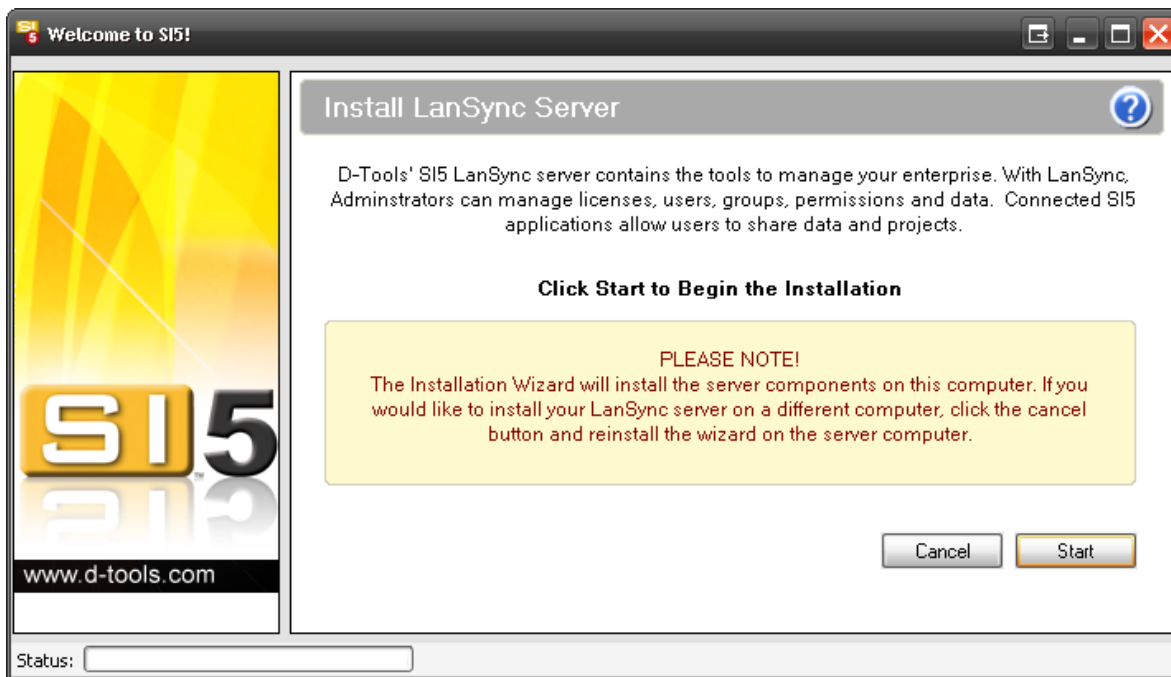 Welcome to SI5!
Install LanSync Server
D-Tools' SI5 LanSync server contains the tools to manage your enterprise. With LanSync,
Adminstrators can manage licenses, users, groups, permissions and data.  Connected SI5
applications allow users to share data and projects.
Click Start to Begin the Installation
PLEASE NOTE!
The Installation Wizard will install the server components on this computer. If you
would like to install your LanSync server on a different computer, click the cancel
button and reinstall the wizard on the server computer.
SI5™
www.d-tools.com
Cancel
Start
Status: